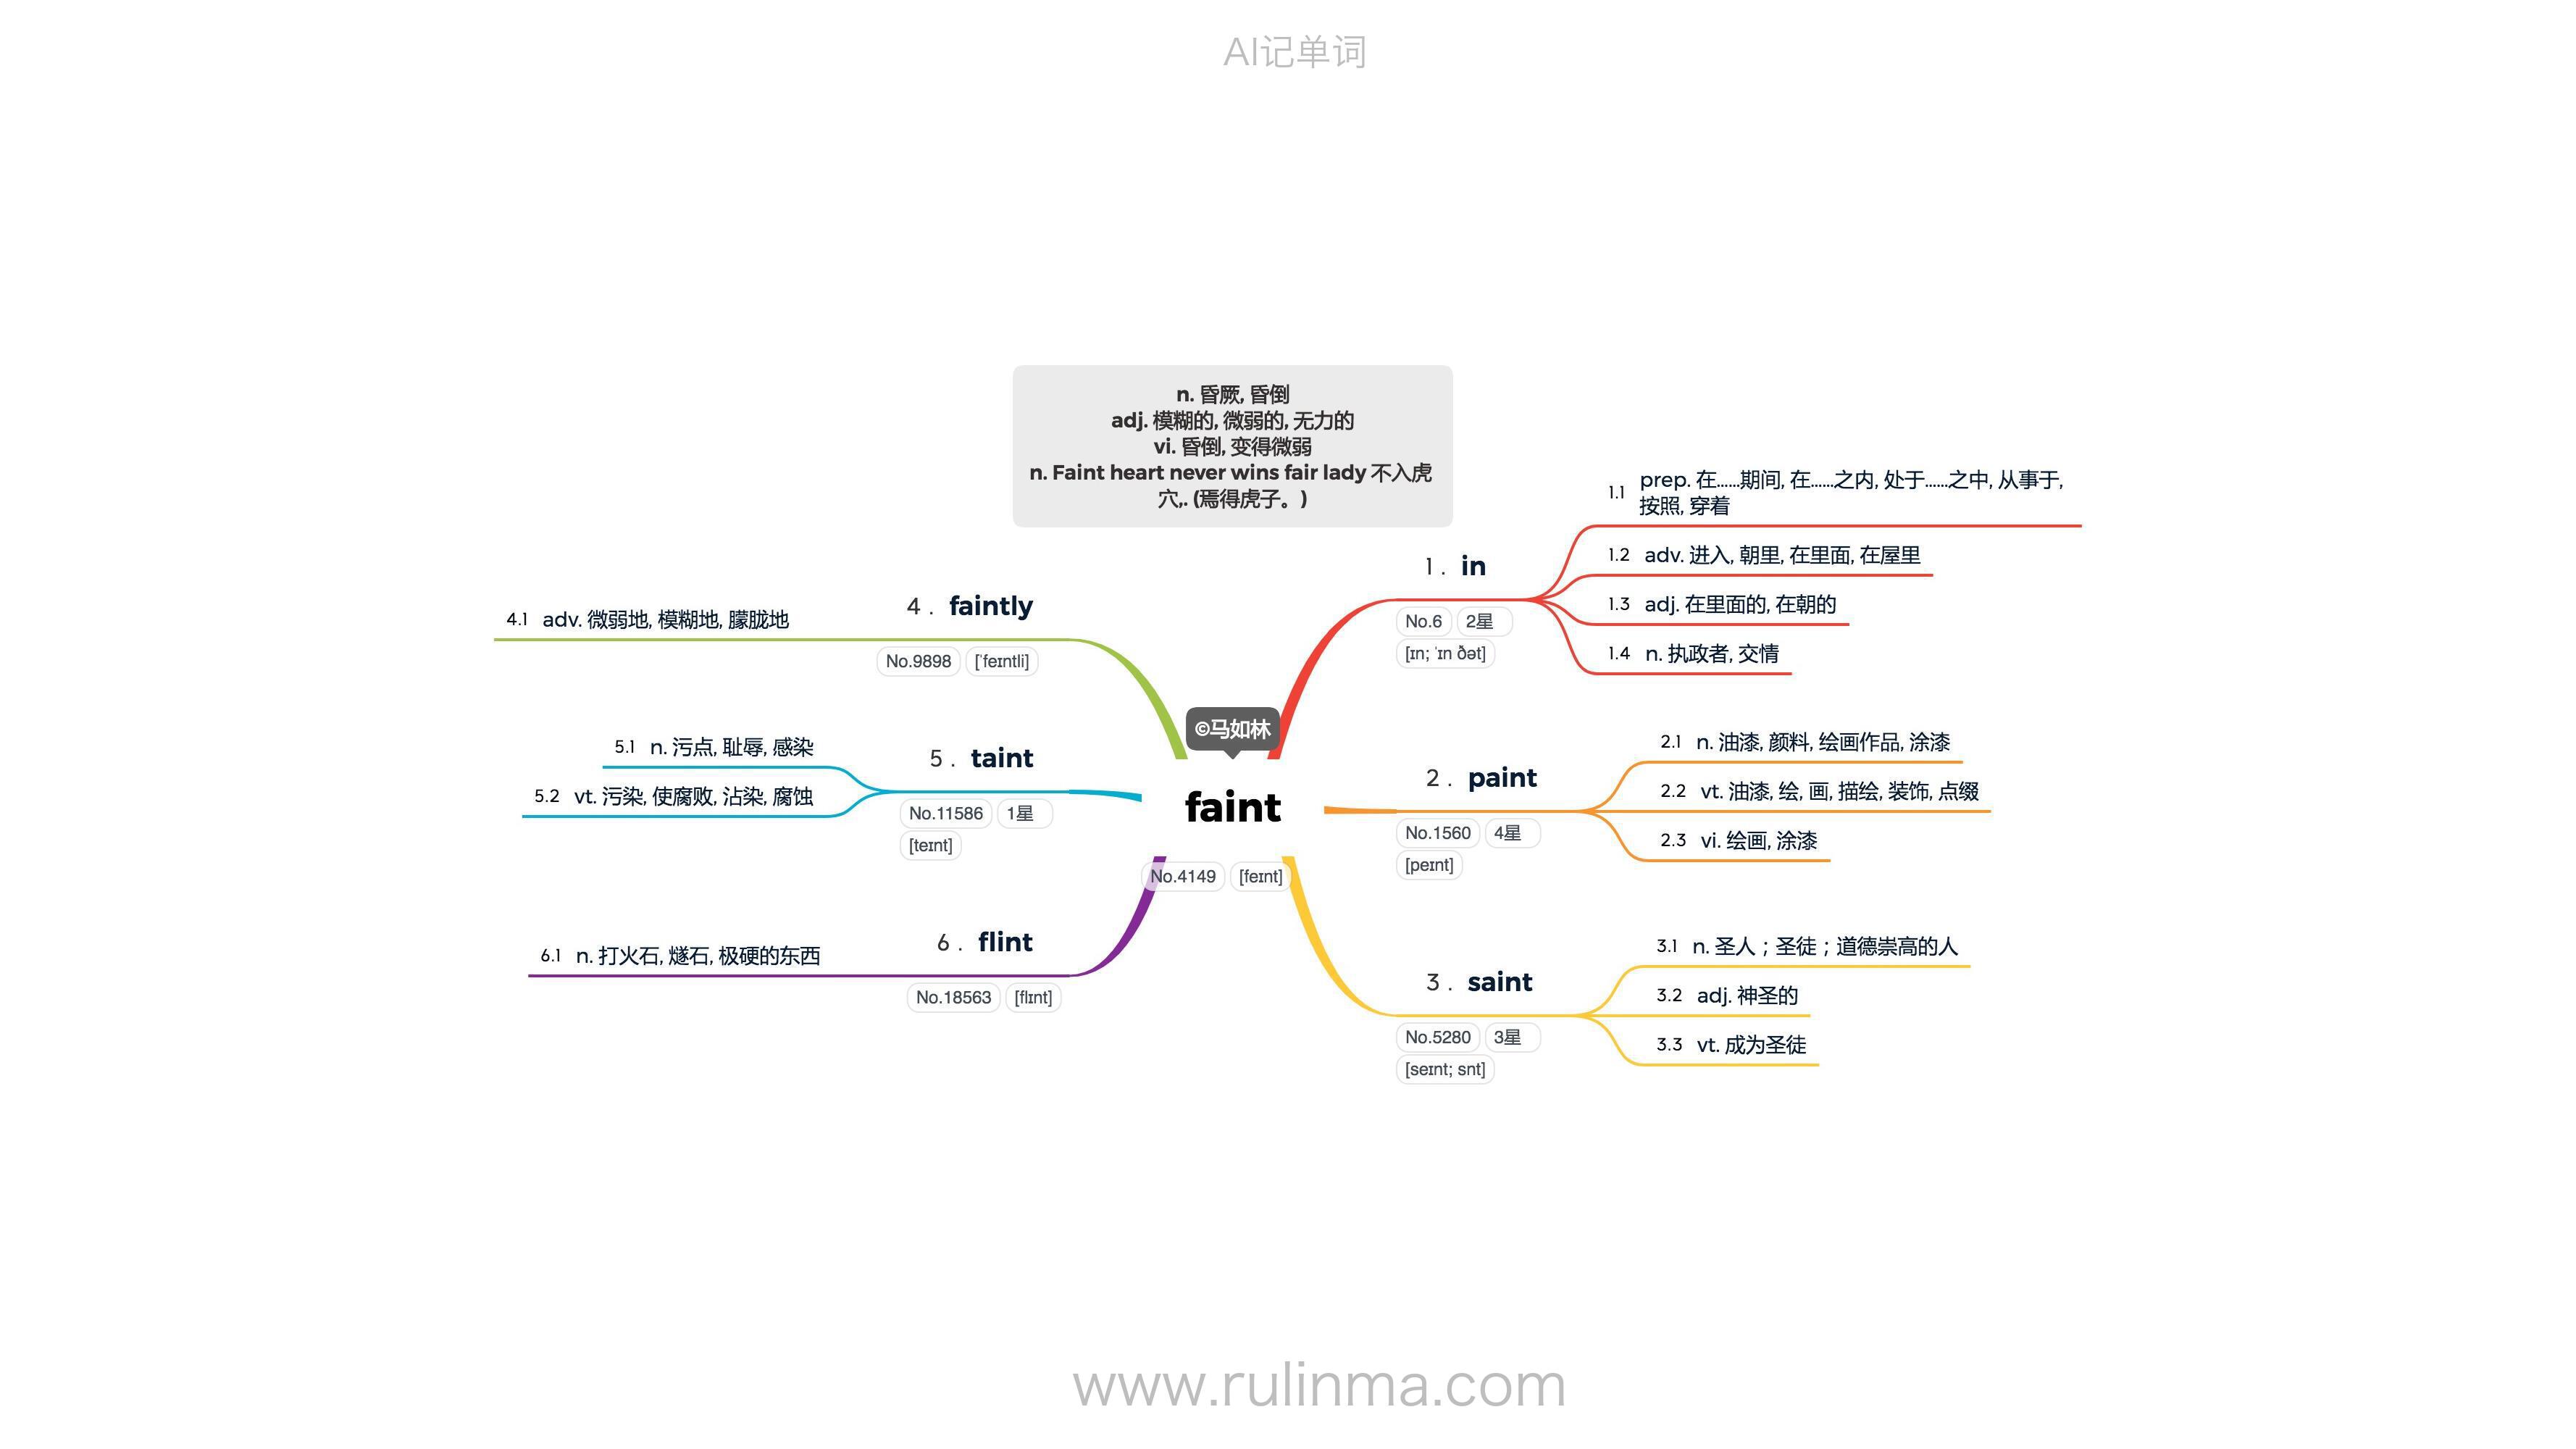 AI记单词
n. 昏厥, 昏倒
adj. 模糊的, 微弱的, 无力的
vi. 昏倒, 变得微弱
n. Faint heart never wins fair lady 不入虎
穴,. (焉得虎子。)
©马如林
faint
No.4149 [feɪnt]
1 . in
No.6 2星
[ɪn; ˈɪn ðət]
1.1 prep. 在……期间, 在……之内, 处于……之中, 从事于,
按照, 穿着
1.2 adv. 进入, 朝里, 在里面, 在屋里
1.3 adj. 在里面的, 在朝的
1.4 n. 执政者, 交情
2 . paint
No.1560 4星
[peɪnt]
2.1 n. 油漆, 颜料, 绘画作品, 涂漆
2.2 vt. 油漆, 绘, 画, 描绘, 装饰, 点缀
2.3 vi. 绘画, 涂漆
3 . saint
No.5280 3星
[seɪnt; snt]
3.1 n. 圣人；圣徒；道德崇高的人
3.2 adj. 神圣的
3.3 vt. 成为圣徒
4 . faintly
No.9898 [ˈfeɪntli]
4.1 adv. 微弱地, 模糊地, 朦胧地
5 . taint
No.11586 1星
[teɪnt]
5.1 n. 污点, 耻辱, 感染
5.2 vt. 污染, 使腐败, 沾染, 腐蚀
6 . flint
No.18563 [flɪnt]
6.1 n. 打火石, 燧石, 极硬的东西
www.rulinma.com